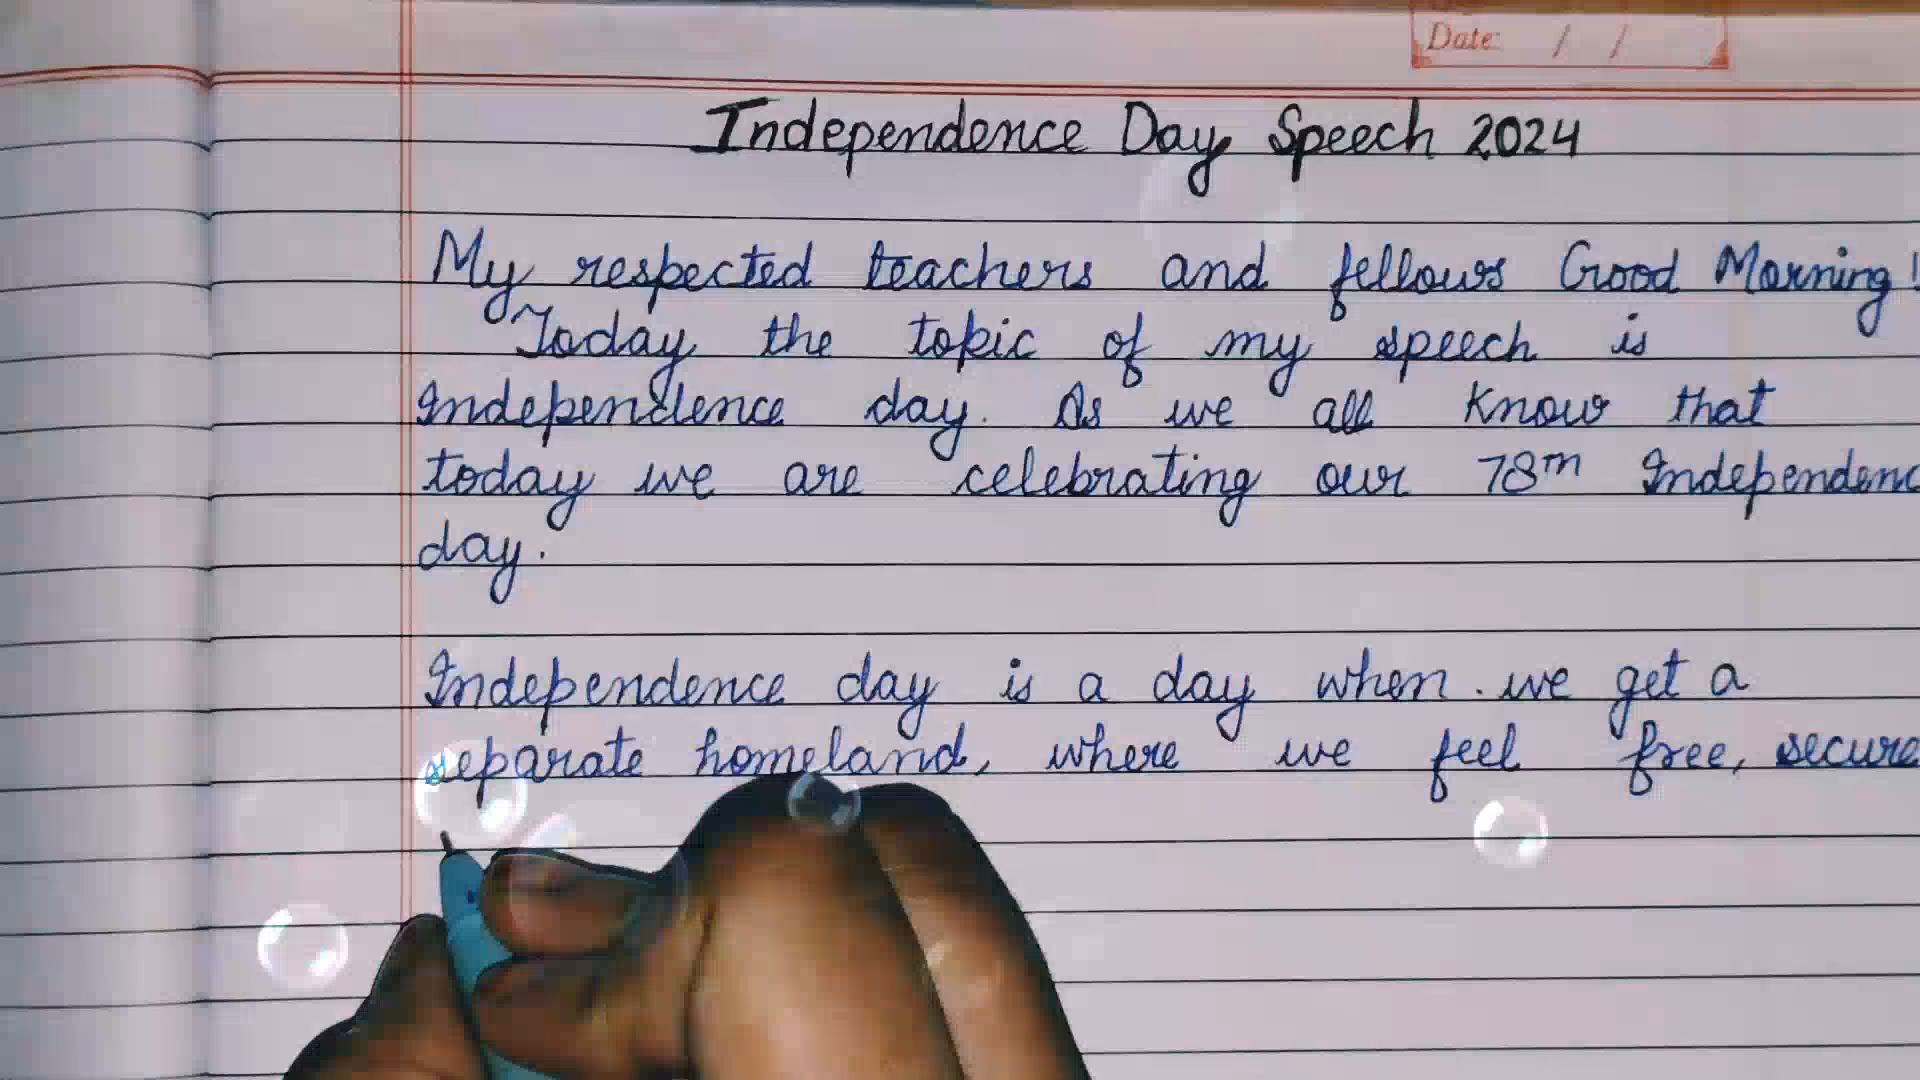 Date: / /
Independence Day Speech 2024
My respected teachers and fellows Good Morning!
Today the topic of my speech is
Independence day. As we all know that
today we are celebrating our 78th Independenc
day.
Independence day is a day when. we get a
separate homeland, where we feel free, secure